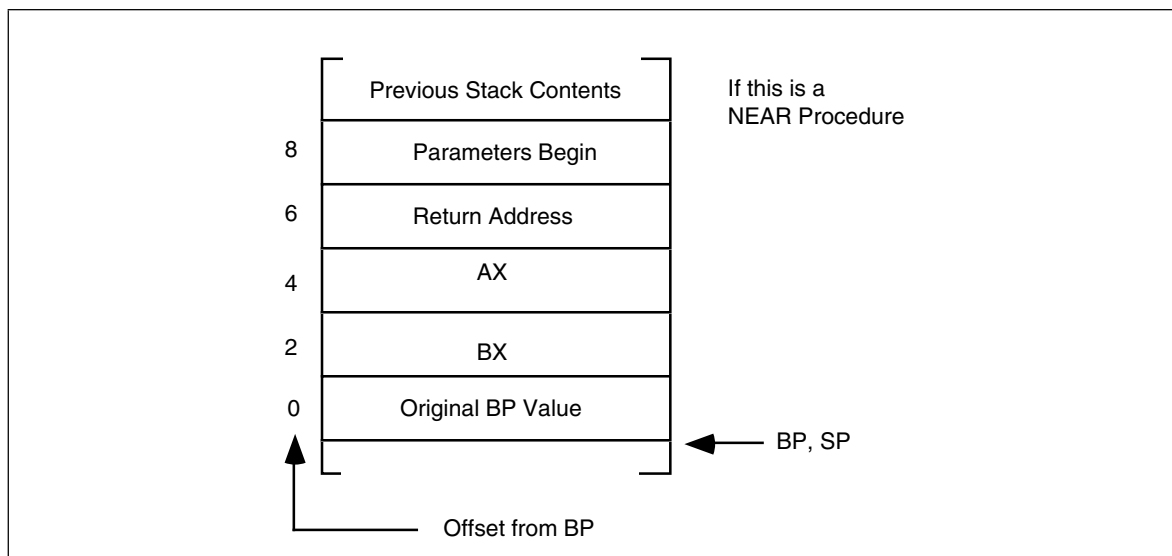 Previous Stack Contents
If this is a
NEAR Procedure
8
Parameters Begin
6
Return Address
4
AX
2
BX
0
Original BP Value
BP, SP
Offset from BP